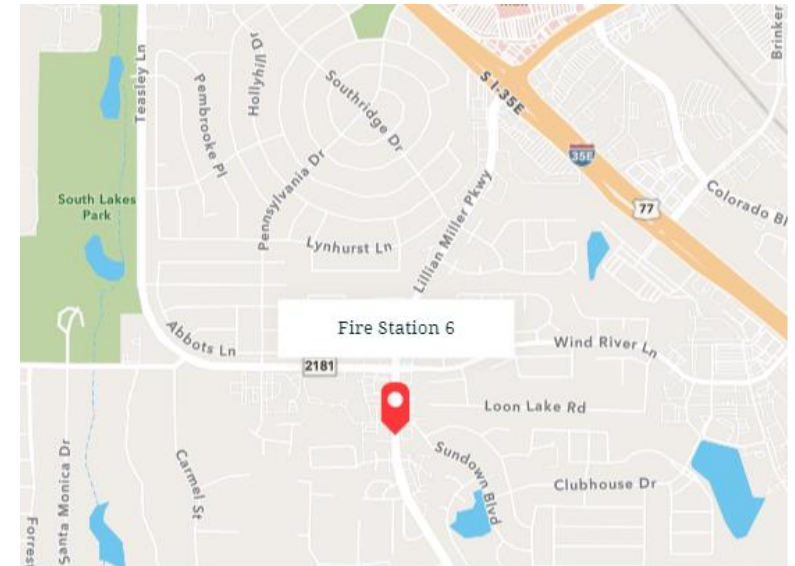 Brinker
Teasley Ln
Hollyhill Dr
Pembrooke Pl
Southridge Dr
S I-35E
35E
South Lakes
Park
Pennsylvania Dr
Lillian Miller Pkwy
77
Colorado Bl
Lynhurst Ln
Fire Station 6
Abbots Ln
2181
Wind River Ln
Loon Lake Rd
Santa Monica Dr
Carmel St
Sundown Blvd
Clubhouse Dr
Forres